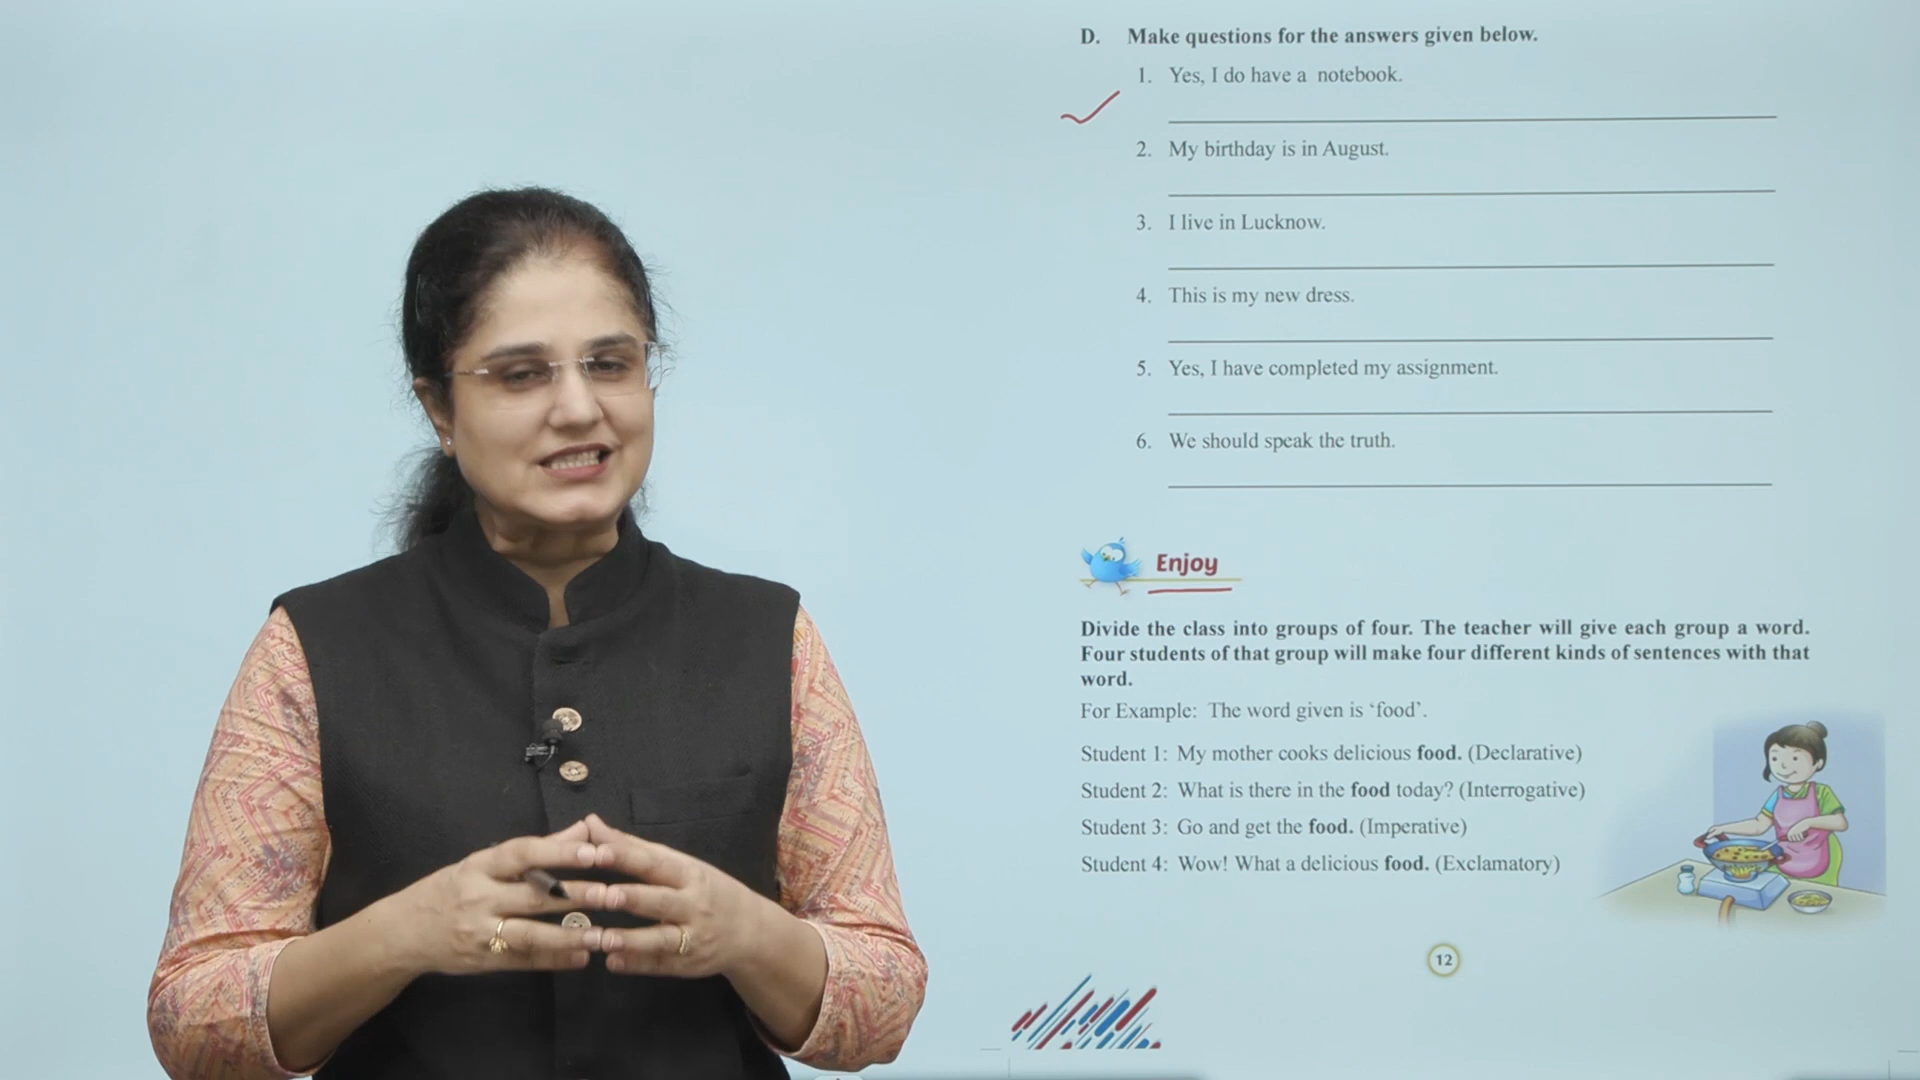 D. Make questions for the answers given below.
1. Yes, I do have a notebook.
2. My birthday is in August.
3. I live in Lucknow.
4. This is my new dress.
5. Yes, I have completed my assignment.
6. We should speak the truth.
Enjoy
Divide the class into groups of four. The teacher will give each group a word.
Four students of that group will make four different kinds of sentences with that
word.
For Example: The word given is ‘food’.
Student 1: My mother cooks delicious food. (Declarative)
Student 2: What is there in the food today? (Interrogative)
Student 3: Go and get the food. (Imperative)
Student 4: Wow! What a delicious food. (Exclamatory)
12